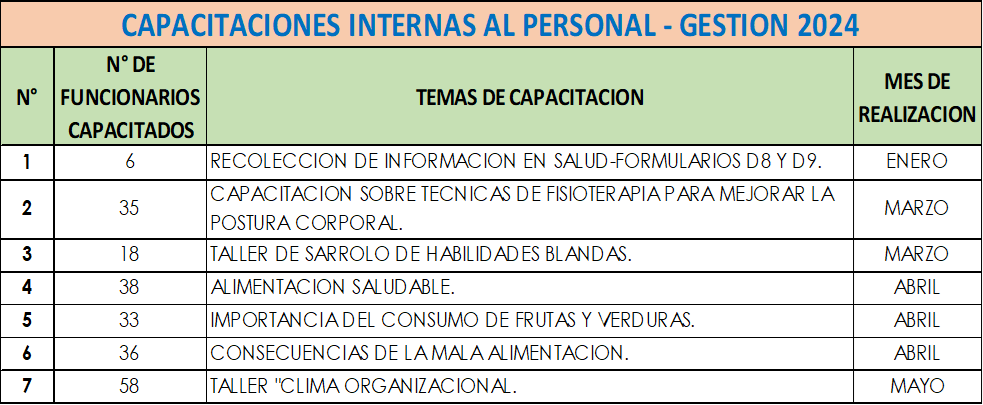 CAPACITACIONES INTERNAS AL PERSONAL - GESTION 2024
N°
N° DE
FUNCIONARIOS
CAPACITADOS
TEMAS DE CAPACITACION
MES DE
REALIZACION
1 6 RECOLECCION DE INFORMACION EN SALUD-FORMULARIOS D8 Y D9. ENERO
2 35 CAPACITACION SOBRE TECNICAS DE FISIOTERAPIA PARA MEJORAR LA
POSTURA CORPORAL. MARZO
3 18 TALLER DE SARROLO DE HABILIDADES BLANDAS. MARZO
4 38 ALIMENTACION SALUDABLE. ABRIL
5 33 IMPORTANCIA DEL CONSUMO DE FRUTAS Y VERDURAS. ABRIL
6 36 CONSECUENCIAS DE LA MALA ALIMENTACION. ABRIL
7 58 TALLER "CLIMA ORGANIZACIONAL. MAYO